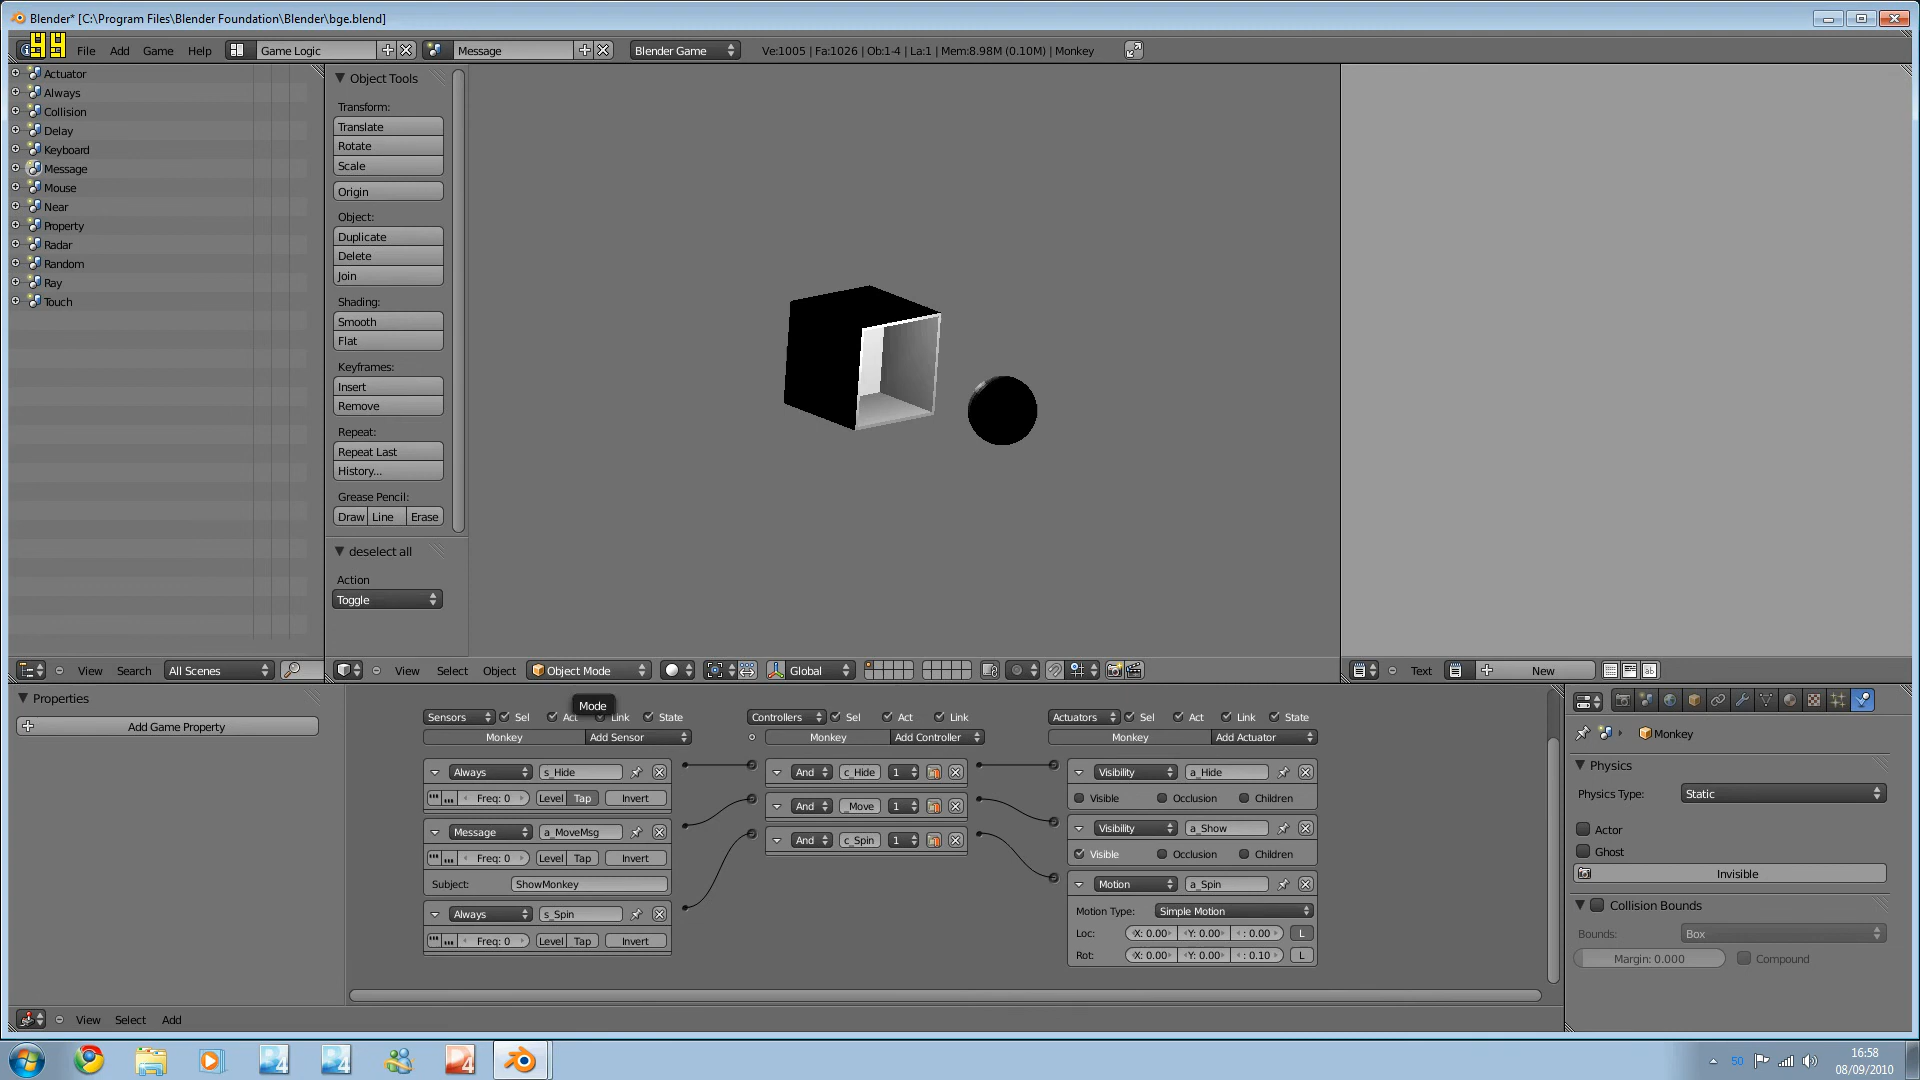 Blender* [C:\Program Files\Blender Foundation\Blender\bge.blend]
99
File Add Game Help Game Logic Message Blender Game Ve:1005 | Fa:1026 | Ob:1-4 | La:1 | Mem:8.98M (0.10M) | Monkey
Actuator
Always
Collision
Delay
Keyboard
Message
Mouse
Near
Property
Radar
Random
Ray
Touch
View Search All Scenes
Object Tools
Transform:
Translate
Rotate
Scale
Origin
Object:
Duplicate
Delete
Join
Shading:
Smooth
Flat
Keyframes:
Insert
Remove
Repeat:
Repeat Last
History...
Grease Pencil:
Draw Line Erase
deselect all
Action
Toggle
View Select Object Object Mode Global
Text New
Properties
Add Game Property
Mode
Sensors Sel Act Link State
Monkey Add Sensor
Always s_Hide
Freq: 0 Level Tap Invert
Message a_MoveMsg
Freq: 0 Level Tap Invert
Subject: ShowMonkey
Always s_Spin
Freq: 0 Level Tap Invert
Controllers Sel Act Link
Monkey Add Controller
And c_Hide 1
And _Move 1
And c_Spin 1
Actuators Sel Act Link State
Monkey Add Actuator
Visibility a_Hide
Visible Occlusion Children
Visibility a_Show
Visible Occlusion Children
Motion a_Spin
Motion Type: Simple Motion
Loc: X: 0.00 Y: 0.00 : 0.00 L
Rot: X: 0.00 Y: 0.00 : 0.10 L
View Select Add
Monkey
Physics
Physics Type: Static
Actor
Ghost
Invisible
Collision Bounds
Bounds: Box
Margin: 0.000 Compound
50
16:58
08/09/2010